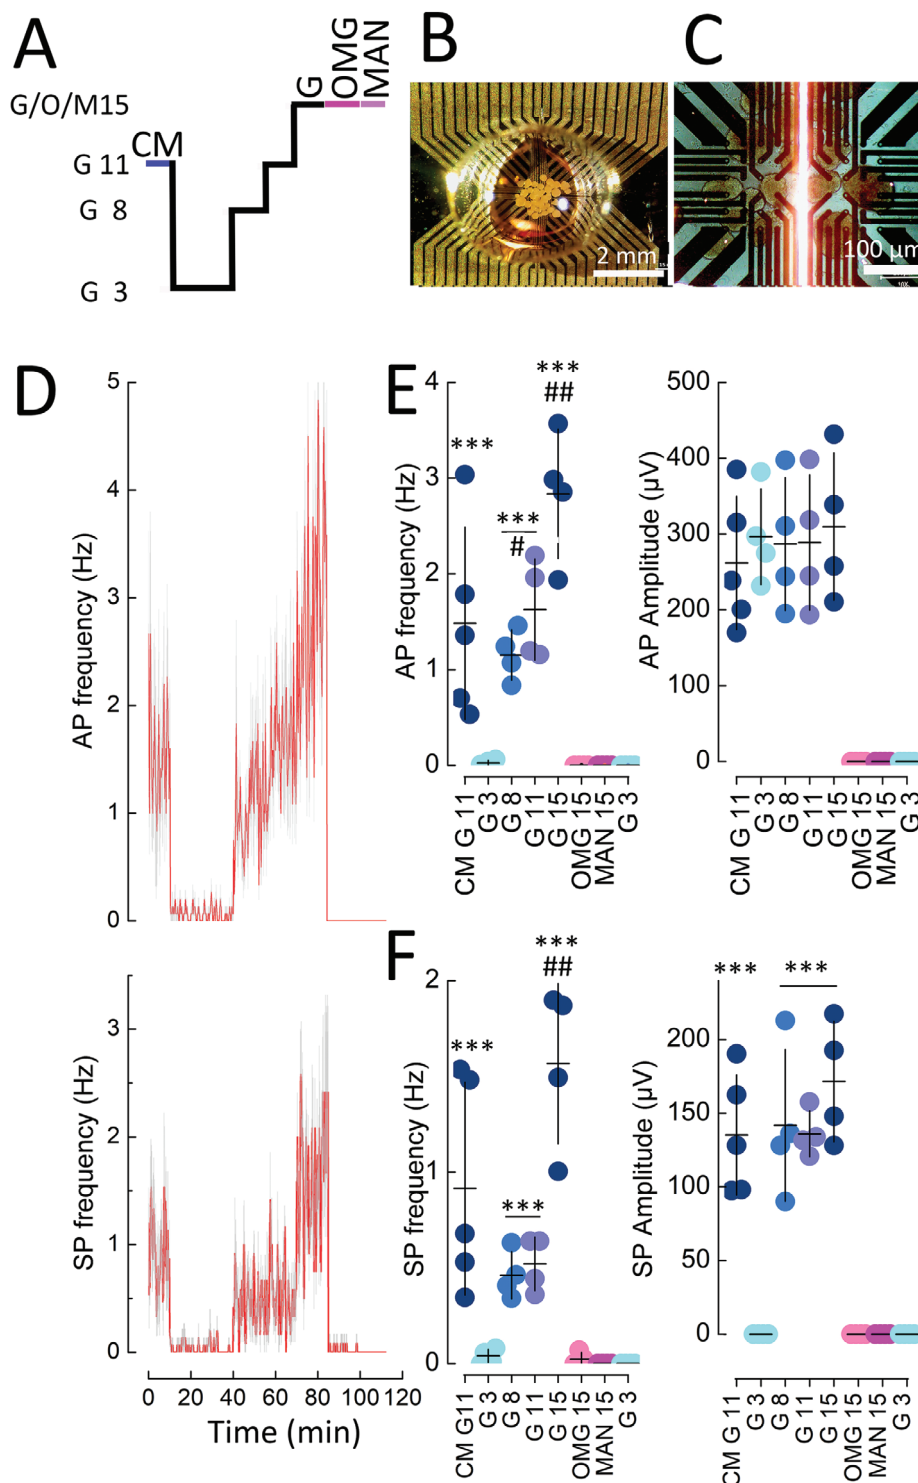 A
B
C
G
OMG
MAN
G/O/M15
CM
G 11
G 8
G 3
2 mm
100 µm
D
AP frequency (Hz)
5
4
3
2
1
0
SP frequency (Hz)
3
2
1
0
0 20 40 60 80 100 120
Time (min)
E
AP frequency (Hz)
4
3
2
1
0
***
***
#
***
##
CM G 11
G 3
G 8
G 11
G 15
OMG 15
MAN 15
G 3
AP Amplitude (µV)
500
400
300
200
100
0
CM G 11
G 3
G 8
G 11
G 15
OMG 15
MAN 15
G 3
F
SP frequency (Hz)
2
1
0
***
***
***
##
CM G 11
G 3
G 8
G 11
G 15
OMG 15
MAN 15
G 3
SP Amplitude (µV)
200
150
100
50
0
***
***
CM G 11
G 3
G 8
G 11
G 15
OMG 15
MAN 15
G 3